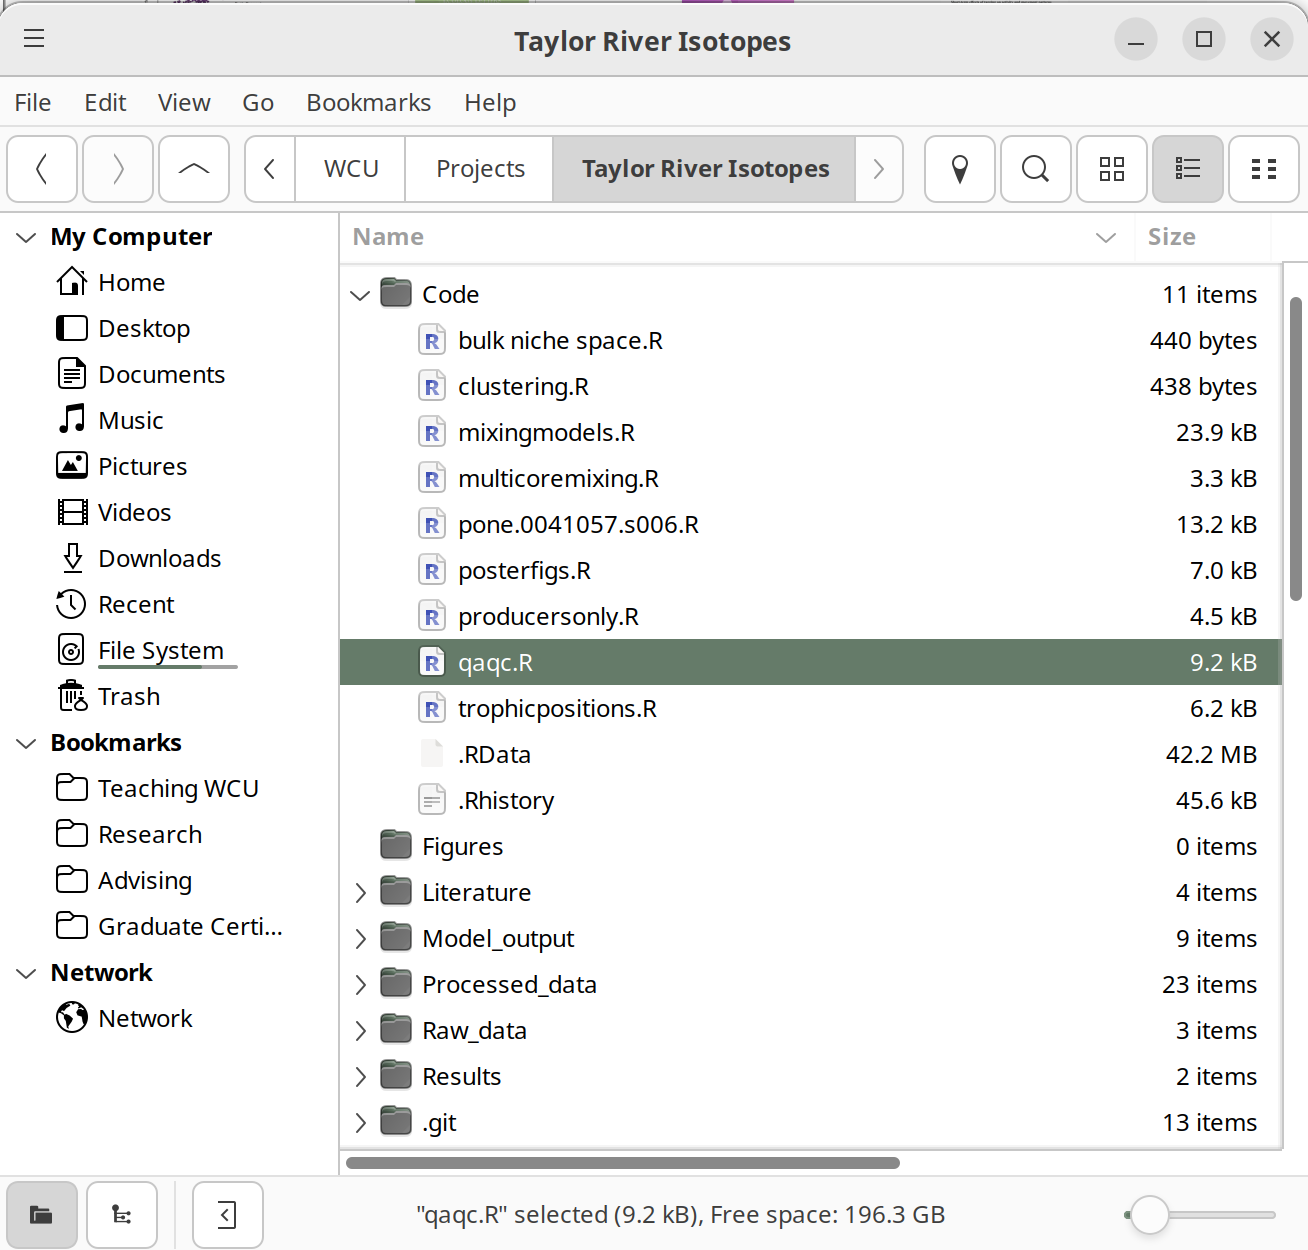 Taylor River Isotopes
File Edit View Go Bookmarks Help
WCU Projects Taylor River Isotopes
My Computer
Home
Desktop
Documents
Music
Pictures
Videos
Downloads
Recent
File System
Trash
Bookmarks
Teaching WCU
Research
Advising
Graduate Certi...
Network
Network
Name Size
Code 11 items
bulk niche space.R 440 bytes
clustering.R 438 bytes
mixingmodels.R 23.9 kB
multicoremixing.R 3.3 kB
pone.0041057.s006.R 13.2 kB
posterfigs.R 7.0 kB
producersonly.R 4.5 kB
qaqc.R 9.2 kB
trophicpositions.R 6.2 kB
.RData 42.2 MB
.Rhistory 45.6 kB
Figures 0 items
Literature 4 items
Model_output 9 items
Processed_data 23 items
Raw_data 3 items
Results 2 items
.git 13 items
"qaqc.R" selected (9.2 kB), Free space: 196.3 GB